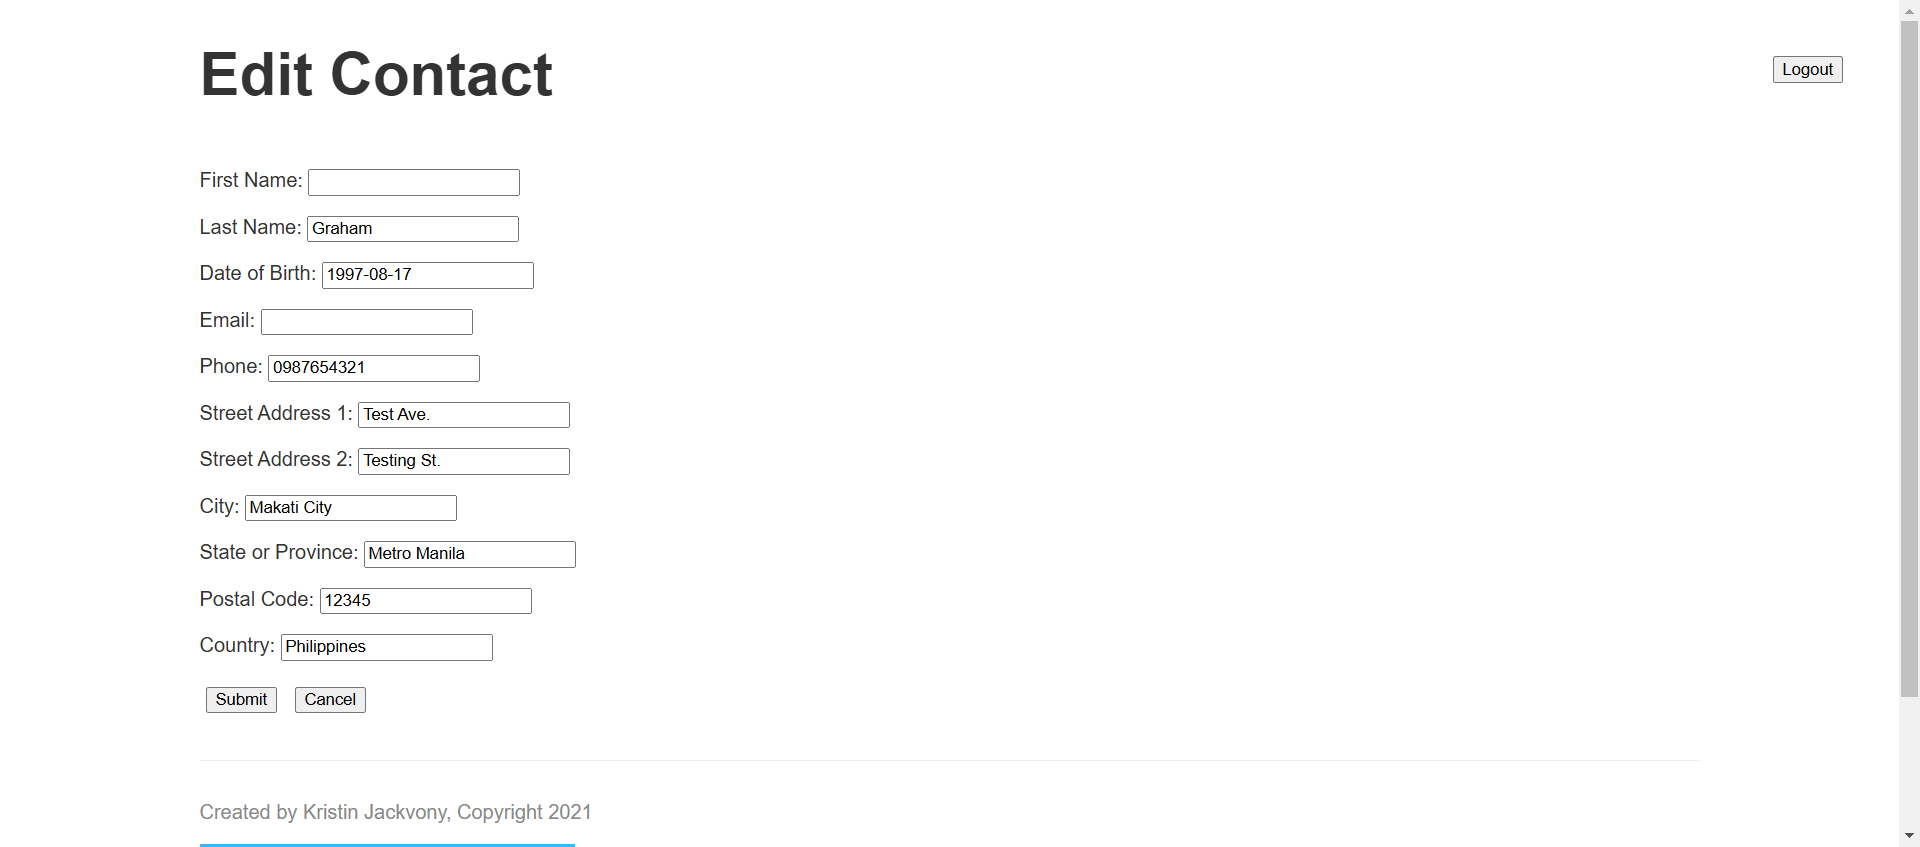 Edit Contact
Logout
First Name:
Last Name: Graham
Date of Birth: 1997-08-17
Email:
Phone: 0987654321
Street Address 1: Test Ave.
Street Address 2: Testing St.
City: Makati City
State or Province: Metro Manila
Postal Code: 12345
Country: Philippines
Submit Cancel
Created by Kristin Jackvony, Copyright 2021